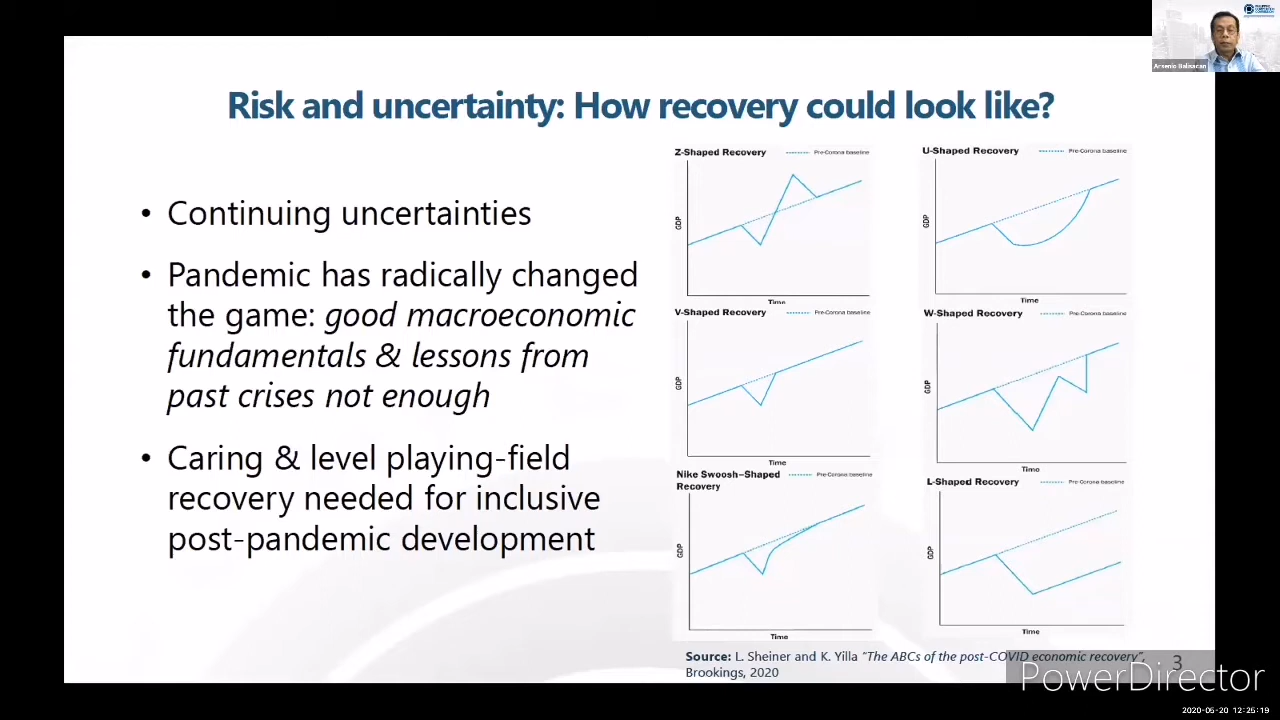 Arsenio Balisacan
Risk and uncertainty: How recovery could look like?
• Continuing uncertainties
• Pandemic has radically changed
the game: good macroeconomic
fundamentals & lessons from
past crises not enough
• Caring & level playing-field
recovery needed for inclusive
post-pandemic development
Z-Shaped Recovery
Pre-Corona baseline
GDP
Time
U-Shaped Recovery
Pre-Corona baseline
GDP
Time
V-Shaped Recovery
Pre-Corona baseline
GDP
Time
W-Shaped Recovery
Pre-Corona baseline
GDP
Time
Nike Swoosh-Shaped
Recovery
Pre-Corona baseline
GDP
Time
L-Shaped Recovery
Pre-Corona baseline
GDP
Time
Source: L. Sheiner and K. Yilla "The ABCs of the post-COVID economic recovery",
Brookings, 2020
3
PowerDirector
2020-05-20 12:25:19